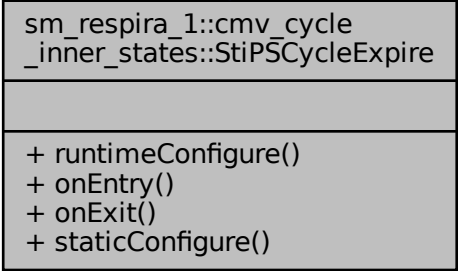 sm_respira_1::cmv_cycle
_inner_states::StiPSCycleExpire
+ runtimeConfigure()
+ onEntry()
+ onExit()
+ staticConfigure()